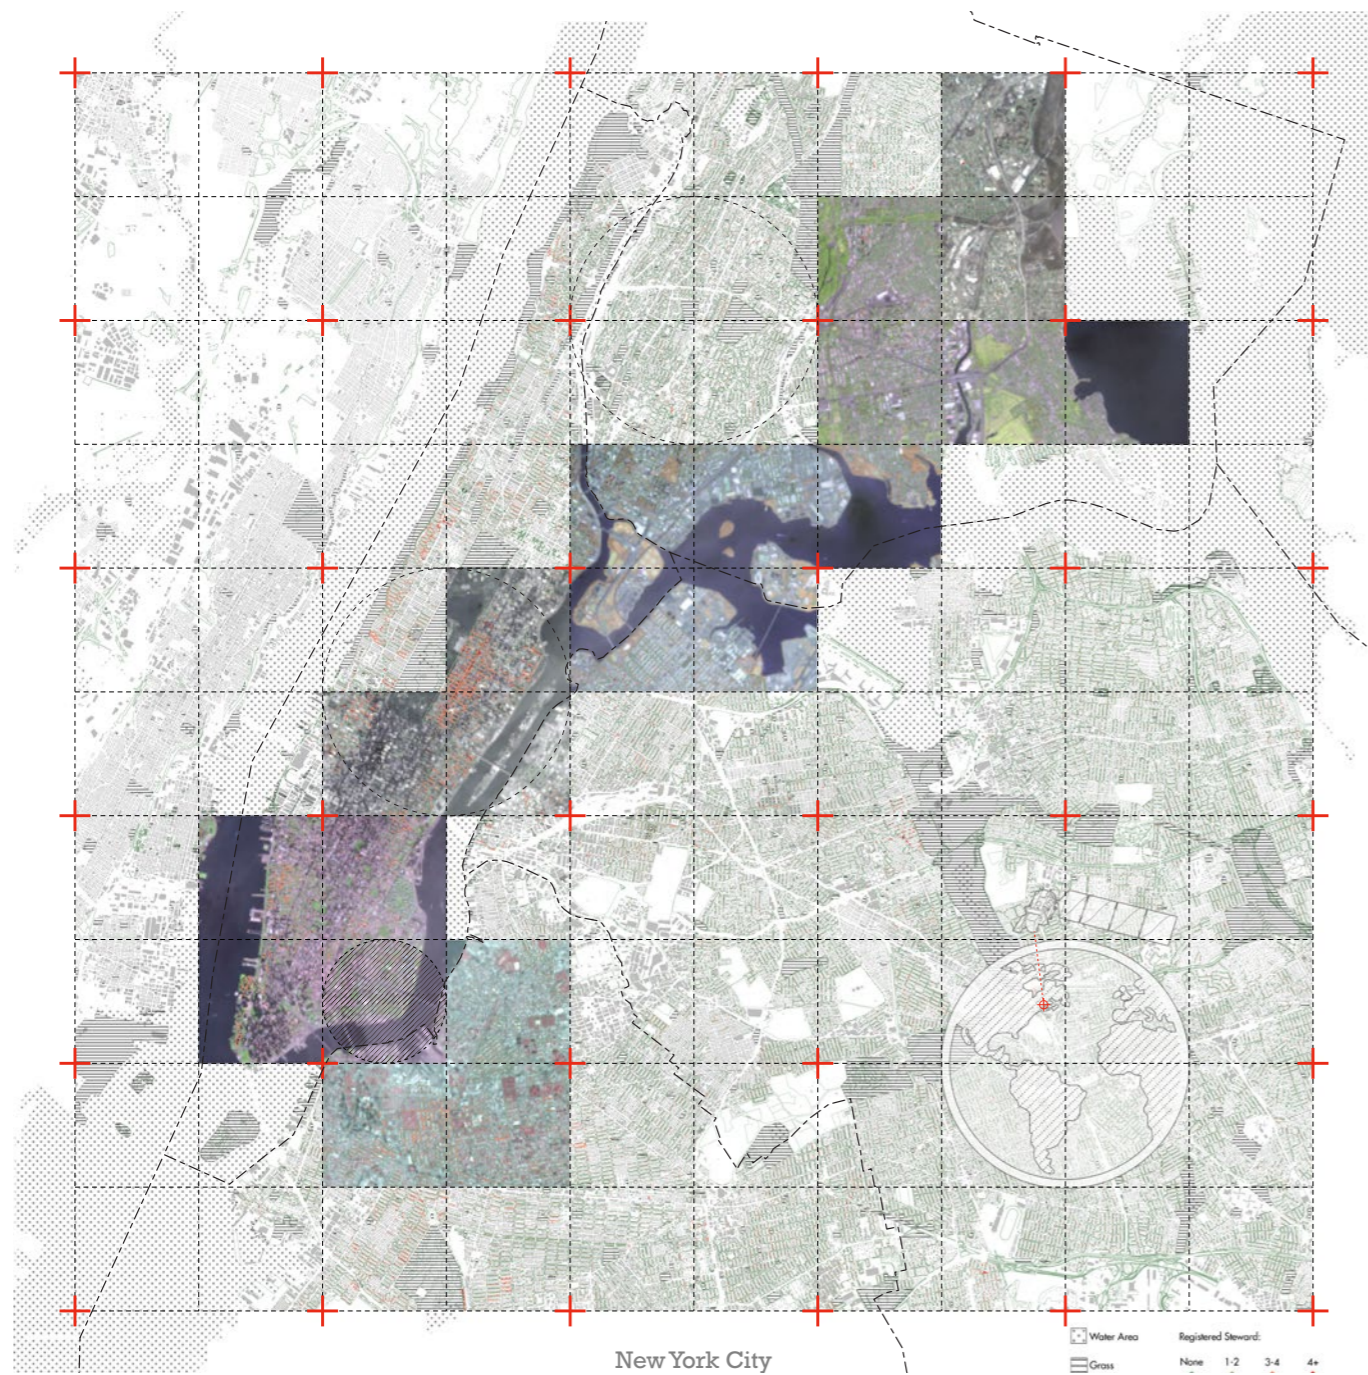 Water Area
Registered Steward:
New York City
Grass
None 1-2 3-4 4+